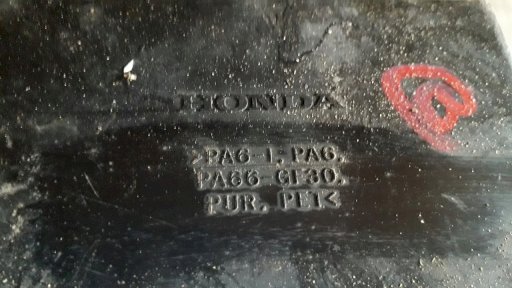 HONDA
>PA6-I; PA6,
PA66-GF30,
PUR, PET<